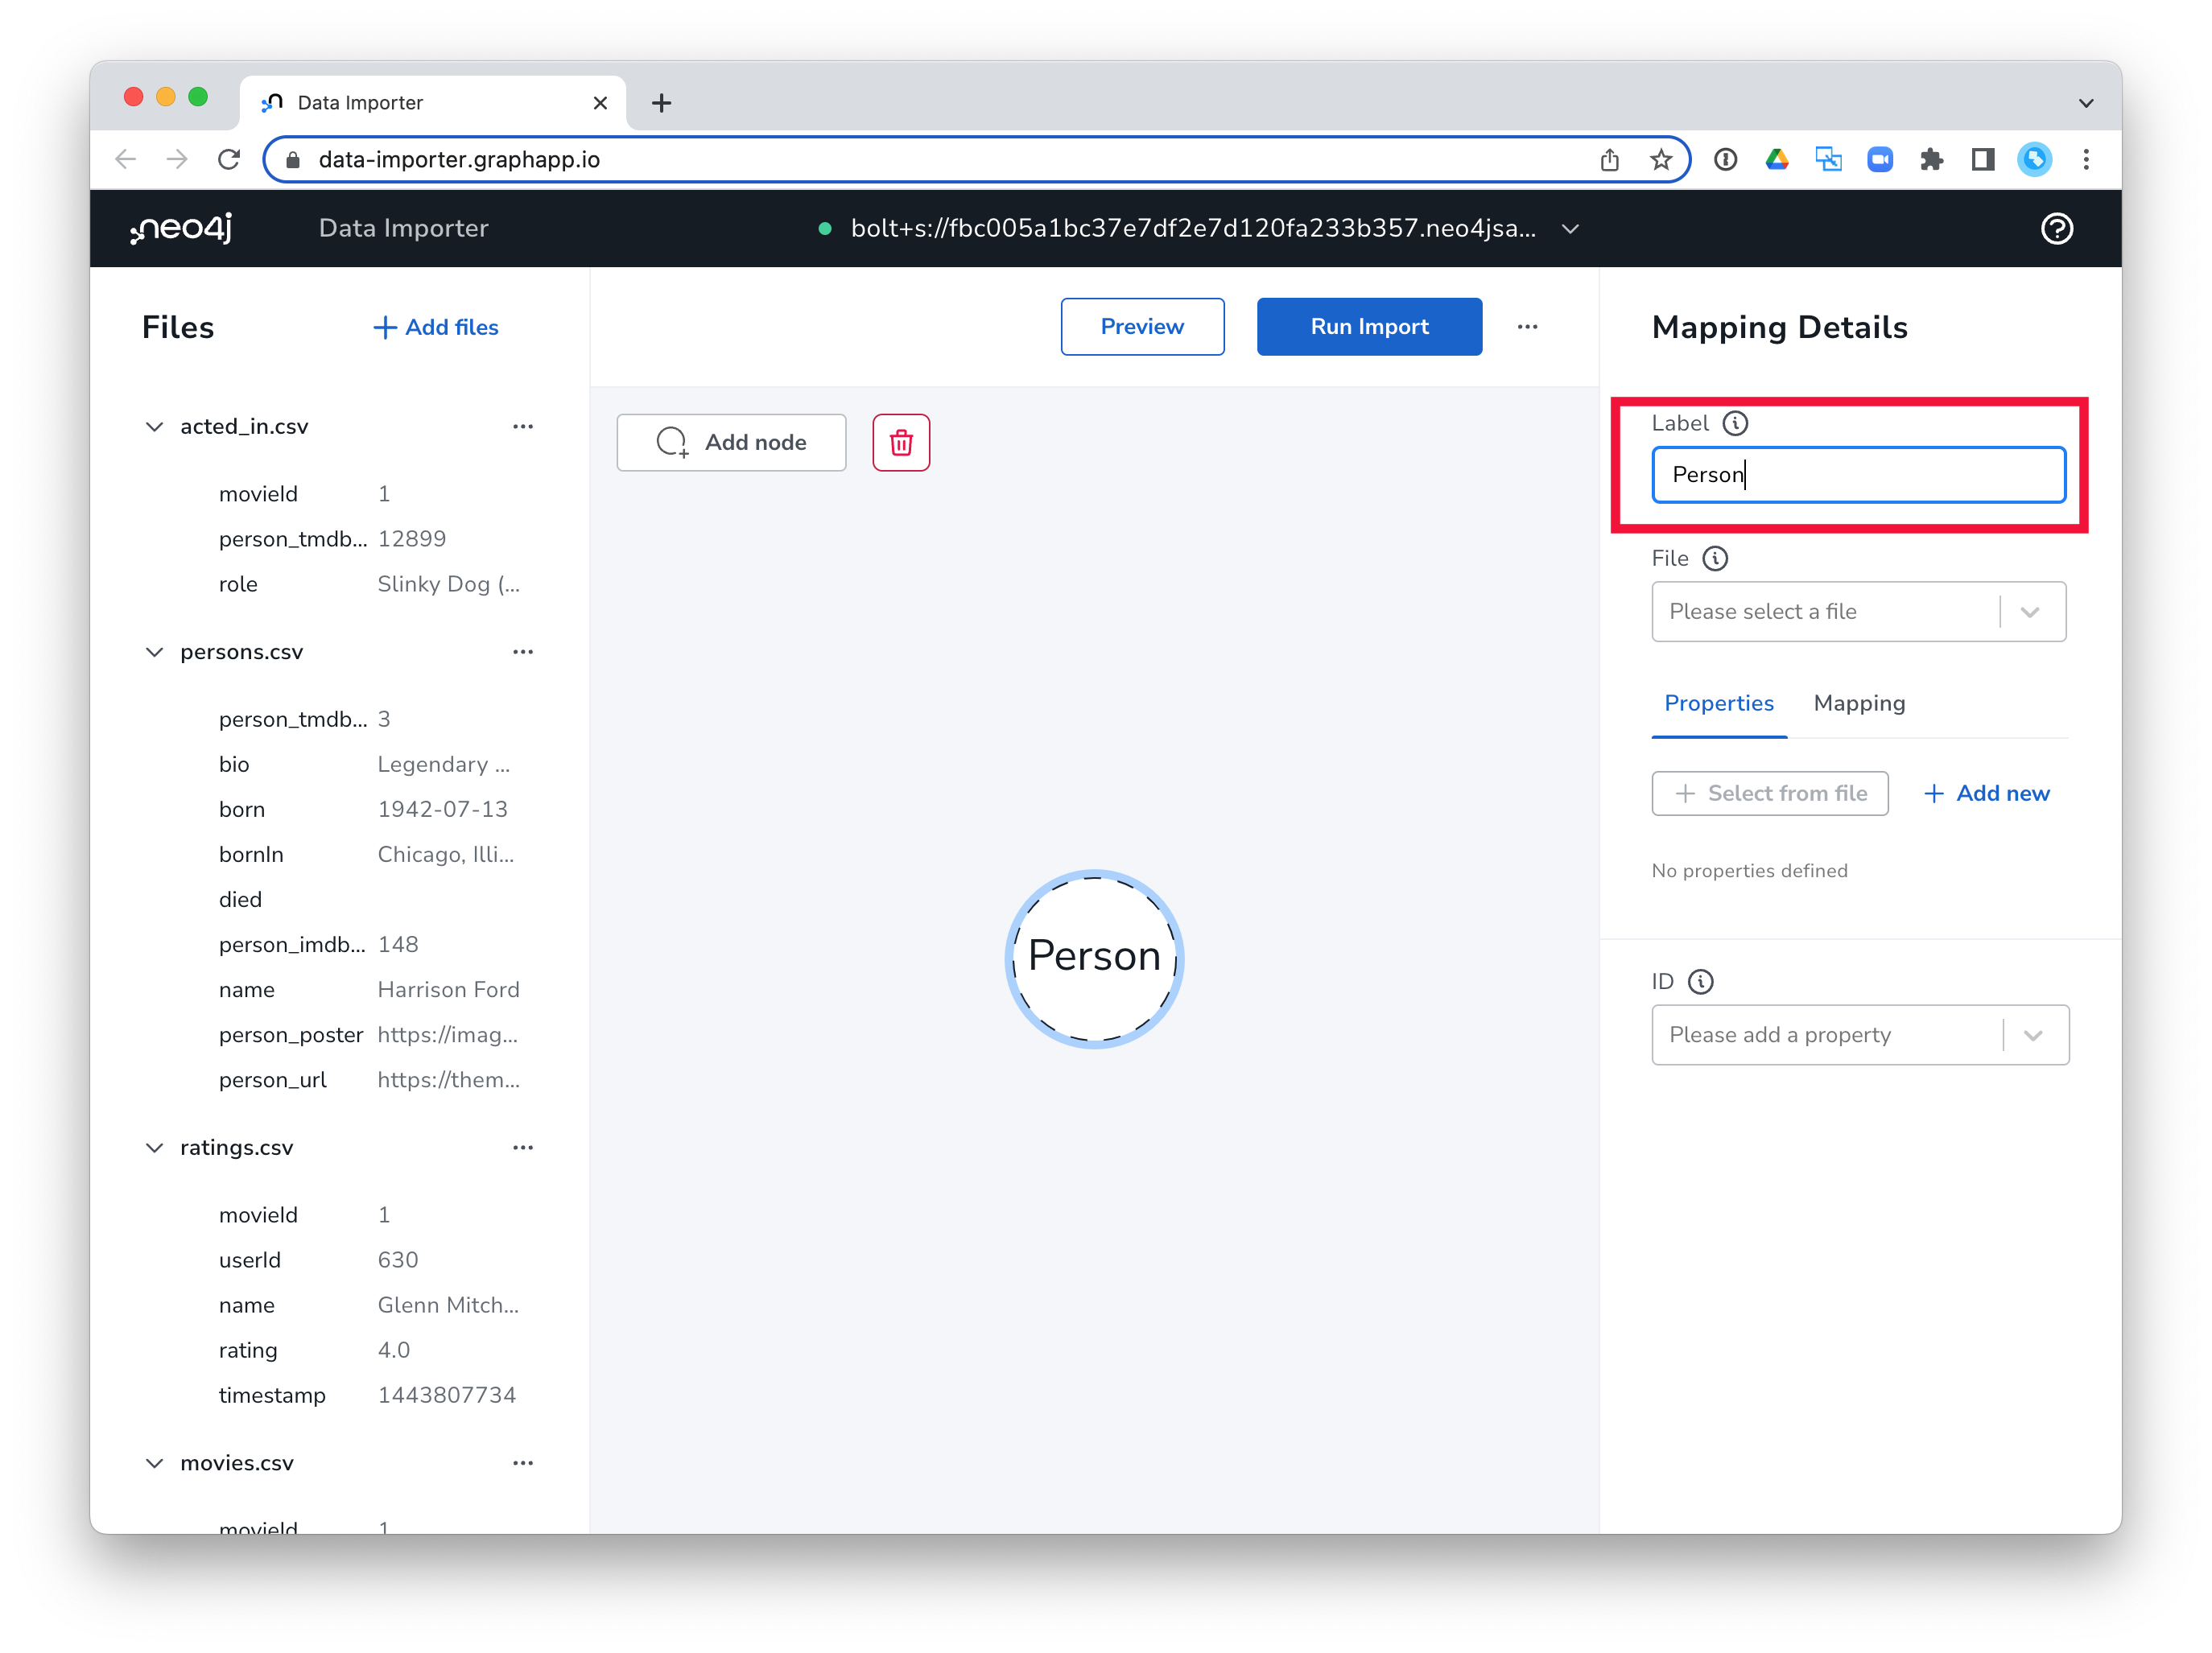 Data Importer
data-importer.graphapp.io
neo4j
Data Importer
bolt+s://fbc005a1bc37e7df2e7d120fa233b357.neo4jsa...
Files
Add files
acted_in.csv
movieId 1
person_tmdb... 12899
role Slinky Dog (...
persons.csv
person_tmdb... 3
bio Legendary ...
born 1942-07-13
bornIn Chicago, Illi...
died
person_imdb... 148
name Harrison Ford
person_poster https://imag...
person_url https://them...
ratings.csv
movieId 1
userId 630
name Glenn Mitch...
rating 4.0
timestamp 1443807734
movies.csv
movieId 1
Preview
Run Import
Add node
Person
Mapping Details
Label
Person
File
Please select a file
Properties Mapping
Select from file
Add new
No properties defined
ID
Please add a property